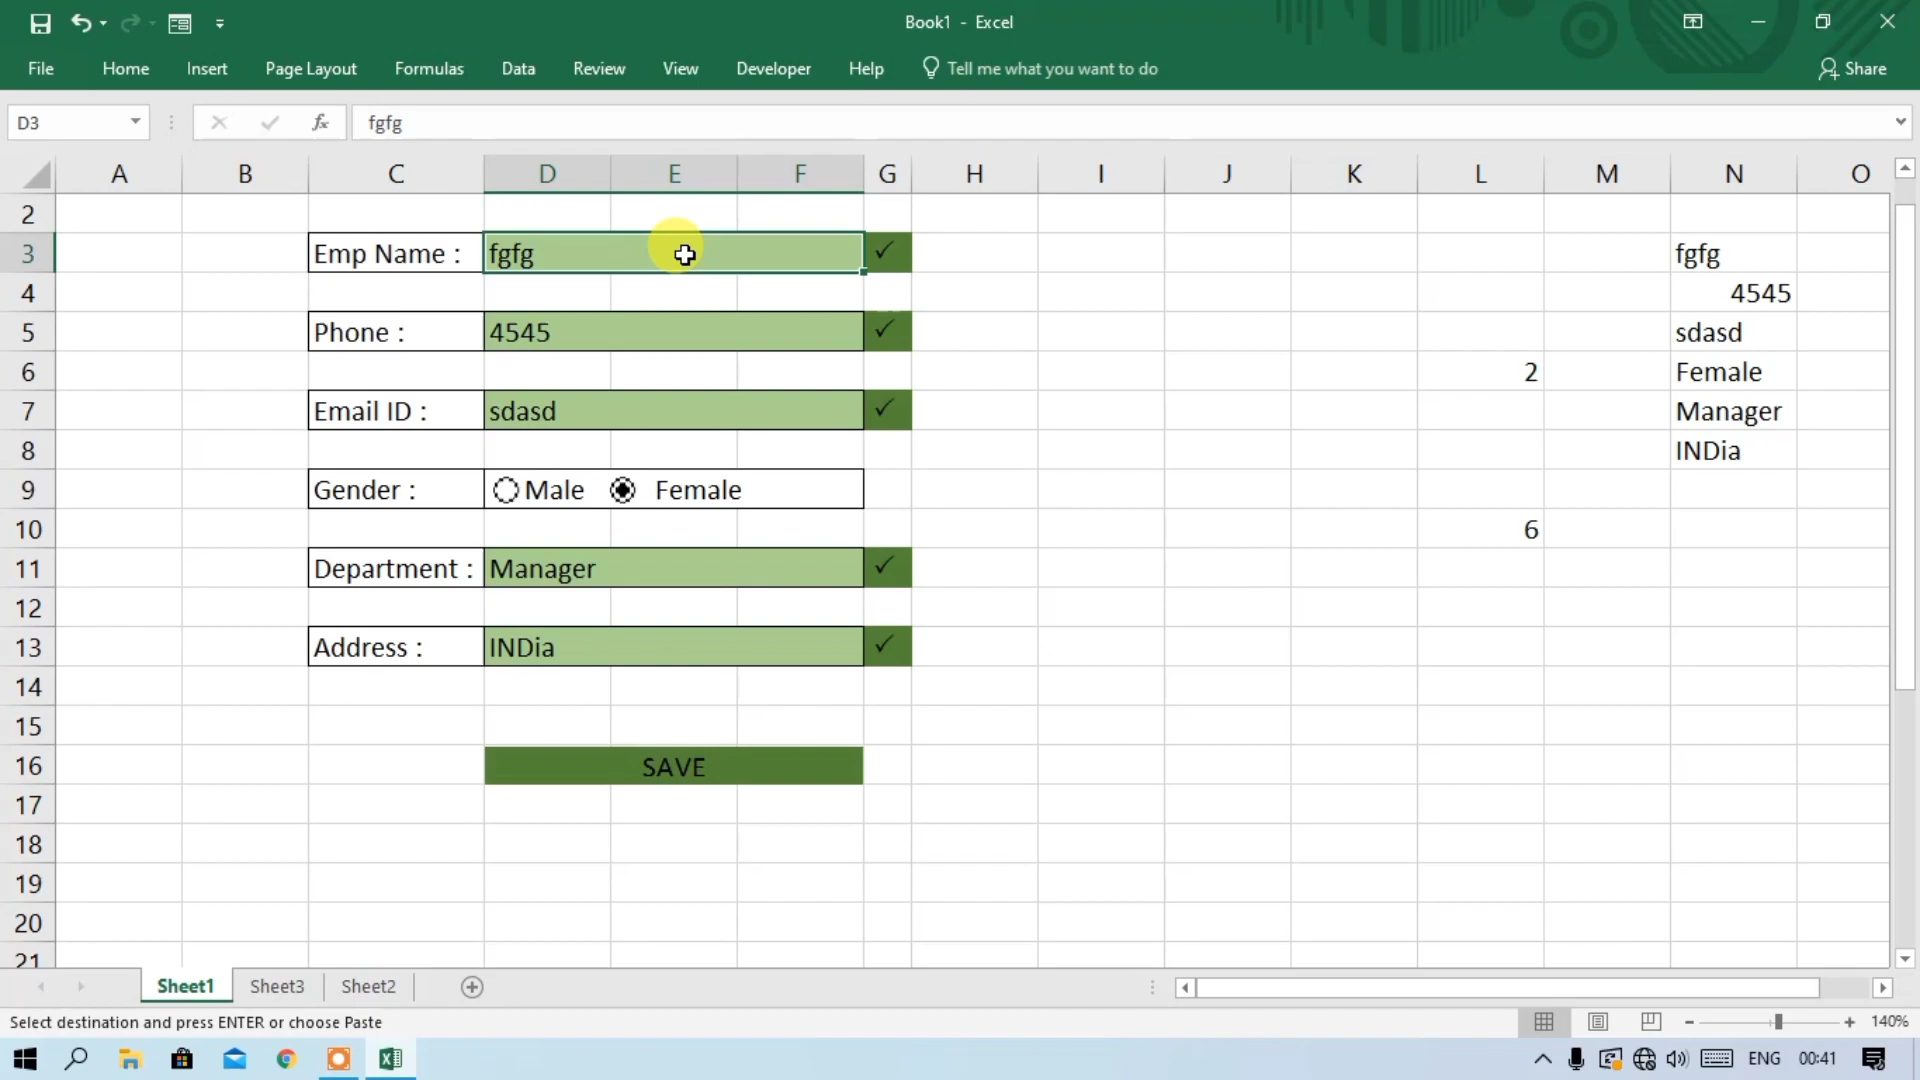 Book1 - Excel
File Home Insert Page Layout Formulas Data Review View Developer Help Tell me what you want to do Share
D3 fx fgfg
A B C D E F G H I J K L M N O
2
3 Emp Name : fgfg ✓ fgfg
4 4545
5 Phone : 4545 ✓ sdasd
6 2 Female
7 Email ID : sdasd ✓ Manager
8 INDia
9 Gender : Male Female
10 6
11 Department : Manager ✓
12
13 Address : INDia ✓
14
15
16 SAVE
17
18
19
20
21
Sheet1 Sheet3 Sheet2
Select destination and press ENTER or choose Paste 140%
ENG 00:41